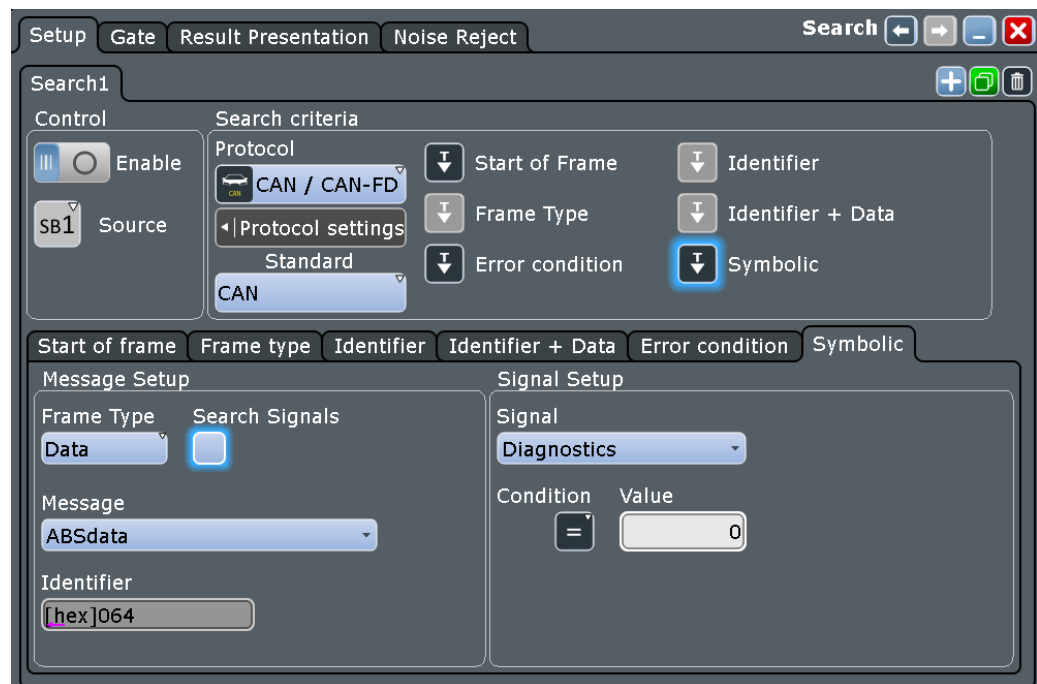 Setup Gate Result Presentation Noise Reject Search
Search1
Control Search criteria
Protocol
Enable CAN CAN / CAN-FD Start of Frame Identifier
SB1 Source Protocol settings Frame Type Identifier + Data
Standard
CAN Error condition Symbolic
Start of frame Frame type Identifier Identifier + Data Error condition Symbolic
Message Setup Signal Setup
Frame Type Search Signals Signal
Data Diagnostics
Message Condition Value
ABSdata = 0
Identifier
[hex]064